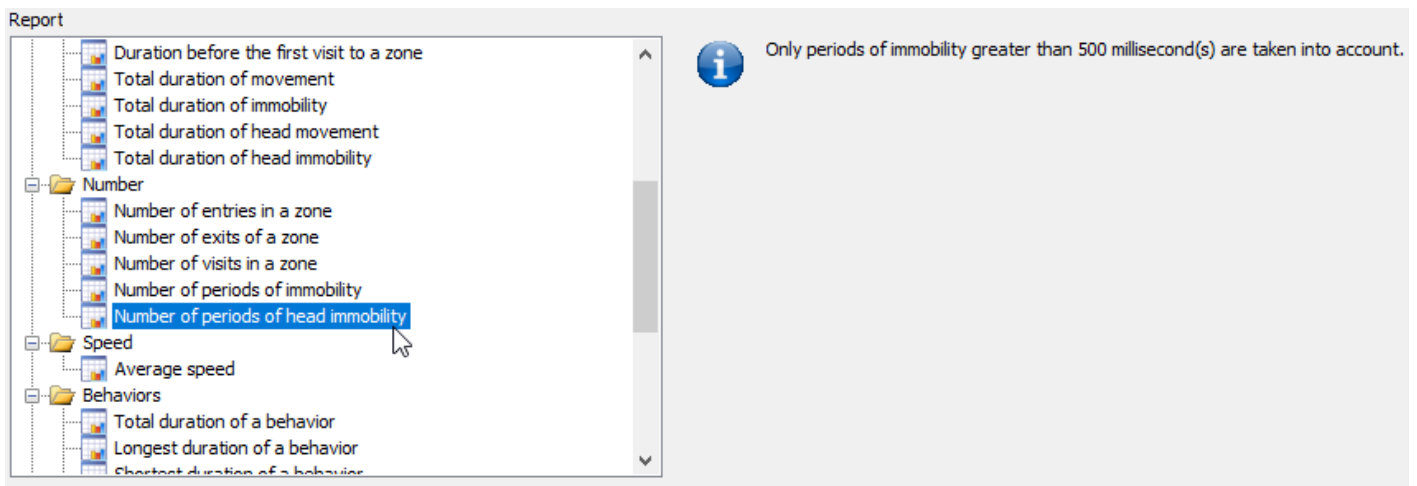 Report
Duration before the first visit to a zone
Total duration of movement
Total duration of immobility
Total duration of head movement
Total duration of head immobility
Number
Number of entries in a zone
Number of exits of a zone
Number of visits in a zone
Number of periods of immobility
Number of periods of head immobility
Speed
Average speed
Behaviors
Total duration of a behavior
Longest duration of a behavior
Shortest duration of a behavior
Only periods of immobility greater than 500 millisecond(s) are taken into account.